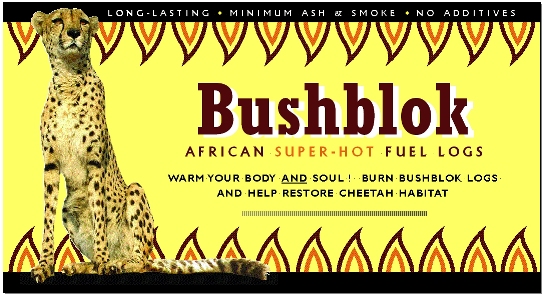 LONG-LASTING • MINIMUM ASH & SMOKE • NO ADDITIVES
Bushblok
AFRICAN SUPER-HOT FUEL LOGS
WARM YOUR BODY AND SOUL! BURN BUSHBLOK LOGS
AND HELP RESTORE CHEETAH HABITAT